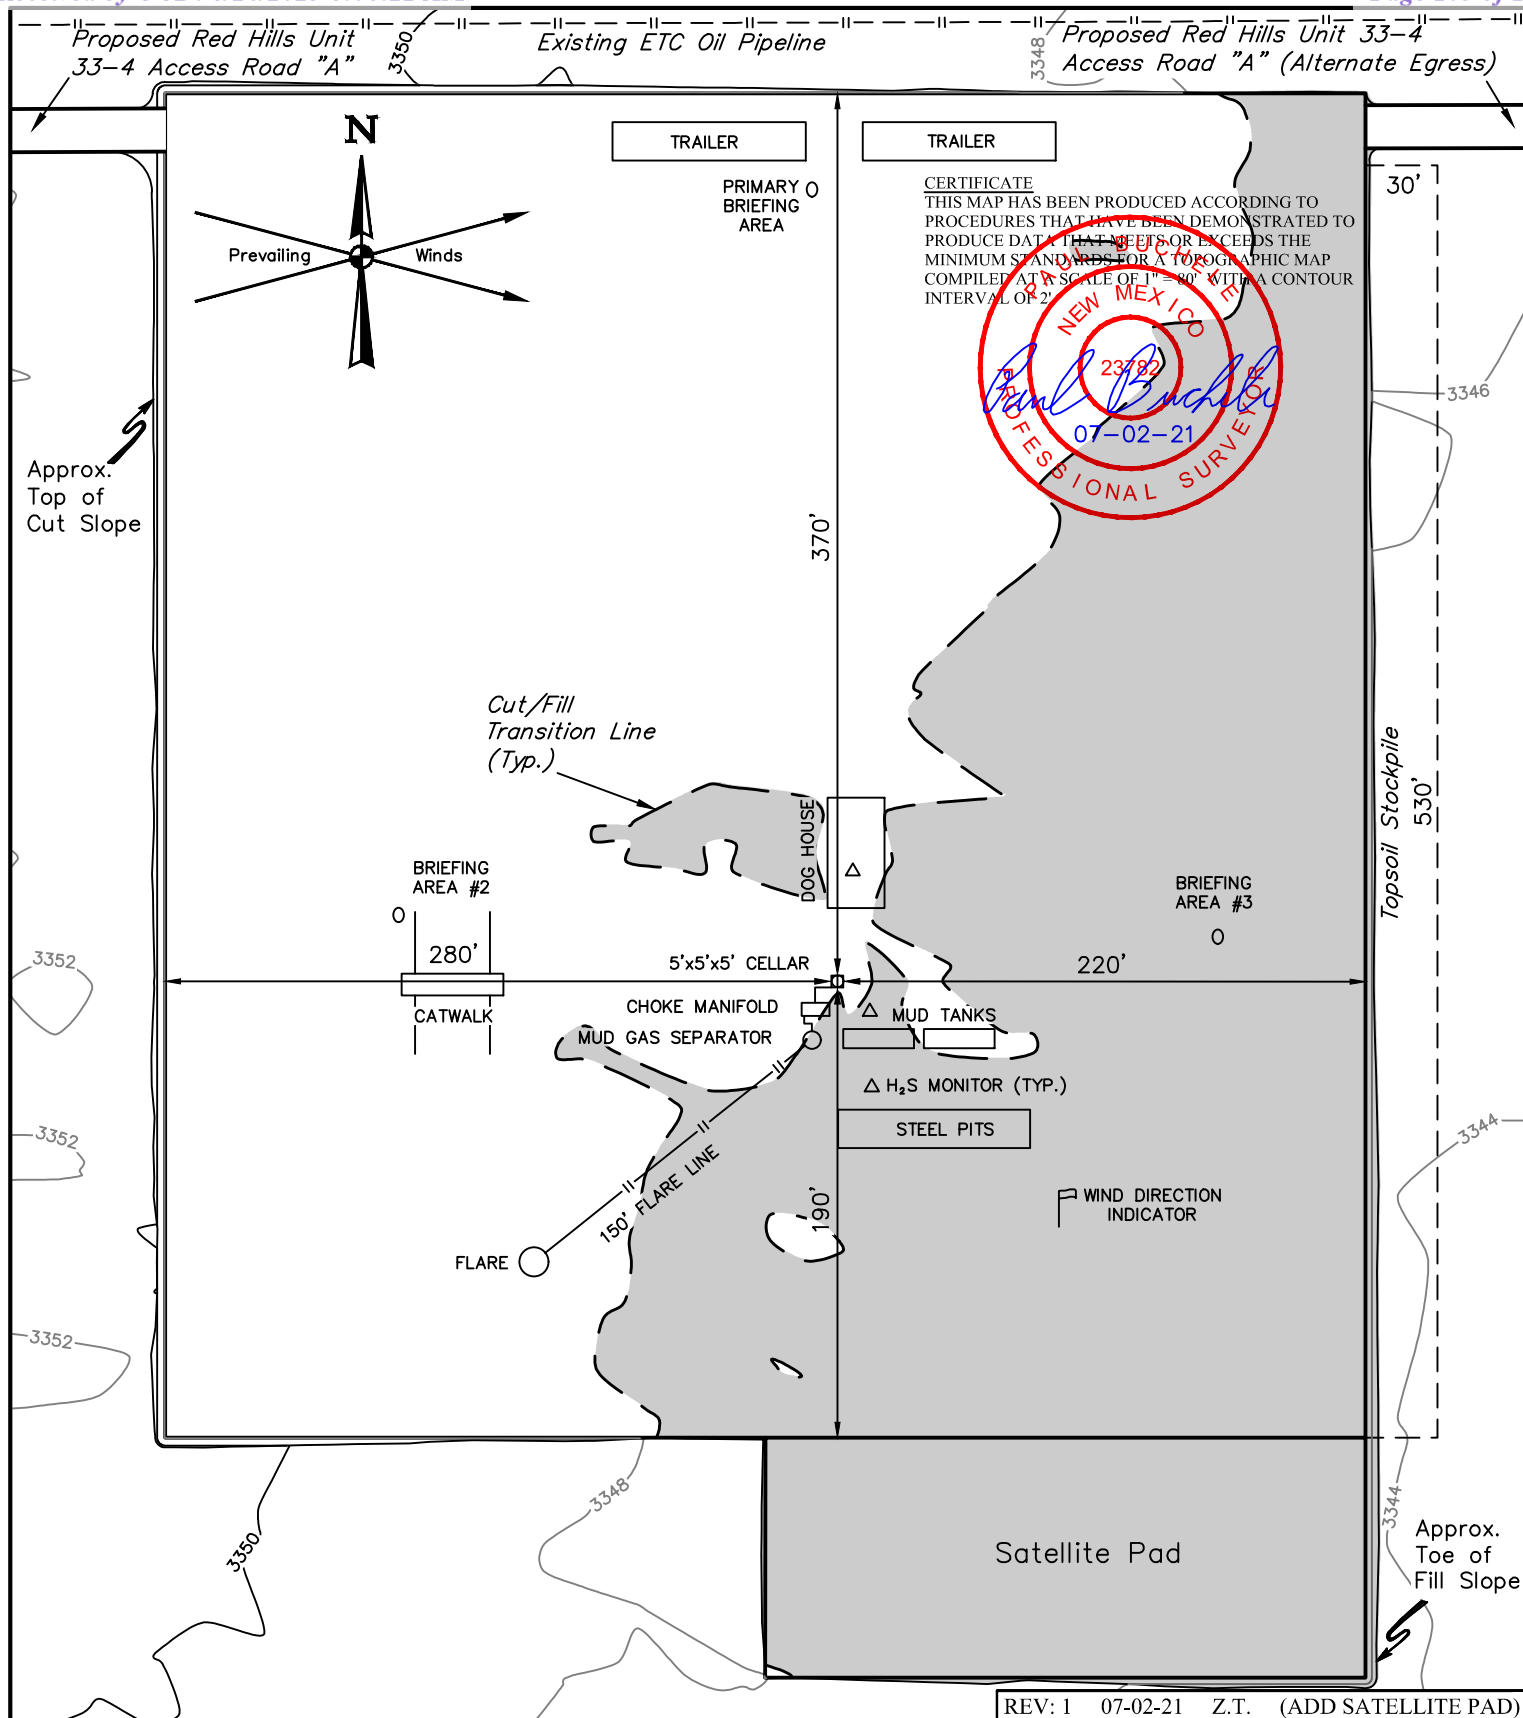 Proposed Red Hills Unit
33-4 Access Road "A"
3350
Existing ETC Oil Pipeline
3348
Proposed Red Hills Unit 33-4
Access Road "A" (Alternate Egress)
N
Prevailing Winds
TRAILER
TRAILER
PRIMARY
BRIEFING
AREA
CERTIFICATE
THIS MAP HAS BEEN PRODUCED ACCORDING TO
PROCEDURES THAT HAVE BEEN DEMONSTRATED TO
PRODUCE DATA THAT MEETS OR EXCEEDS THE
MINIMUM STANDARDS FOR A TOPOGRAPHIC MAP
COMPILED AT A SCALE OF 1" = 80' WITH A CONTOUR
INTERVAL OF 2'
PAUL BUCHELE
NEW MEXICO
23782
PROFESSIONAL SURVEYOR
Paul Buchele
07-02-21
30'
3346
Approx.
Top of
Cut Slope
370'
Cut/Fill
Transition Line
(Typ.)
DOG HOUSE
Topsoil Stockpile
530'
BRIEFING
AREA #2
BRIEFING
AREA #3
3352
280'
5'x5'x5' CELLAR
220'
CATWALK
CHOKE MANIFOLD
MUD TANKS
MUD GAS SEPARATOR
H₂S MONITOR (TYP.)
STEEL PITS
3352
3344
150' FLARE LINE
190'
WIND DIRECTION
INDICATOR
FLARE
3352
3348
3350
3344
Satellite Pad
Approx.
Toe of
Fill Slope
REV: 1 07-02-21 Z.T. (ADD SATELLITE PAD)